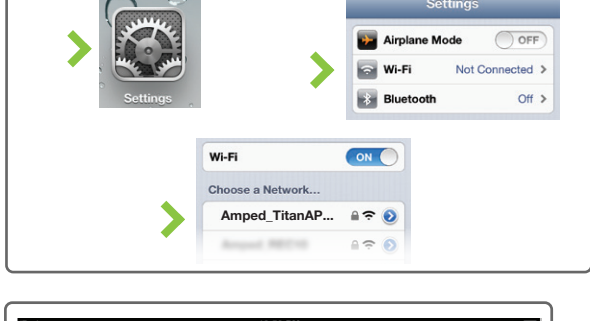 Settings
Settings
Airplane Mode OFF
Wi-Fi Not Connected
Bluetooth Off
Wi-Fi ON
Choose a Network...
Amped_TitanAP...